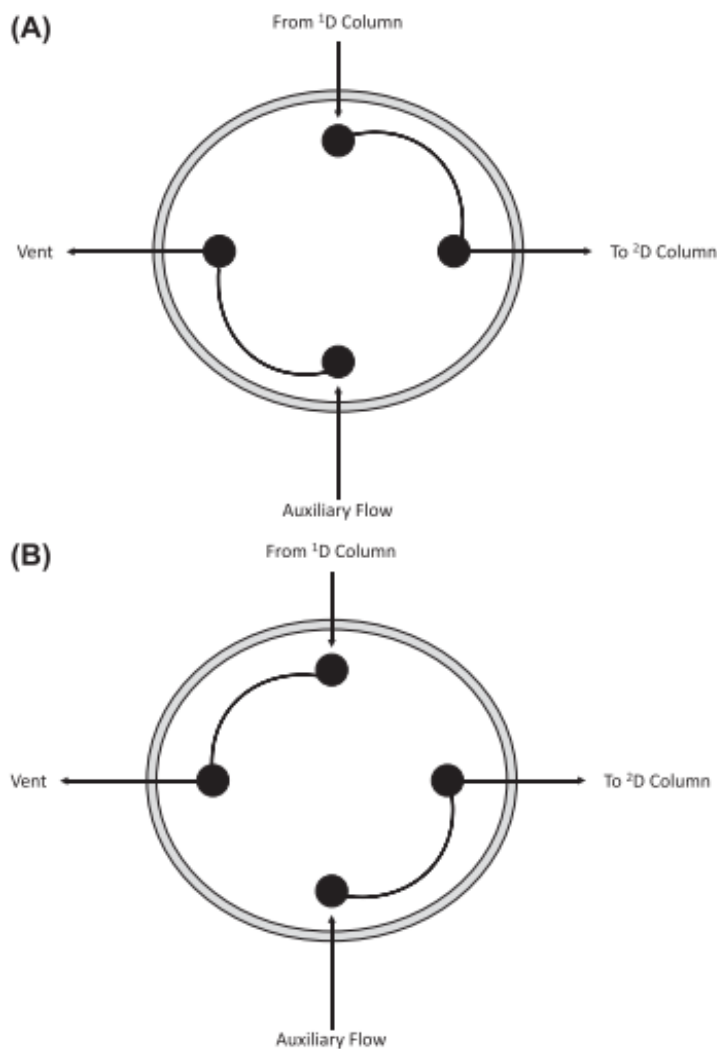 (A)
From ¹D Column
Vent
To ²D Column
Auxiliary Flow
(B)
From ¹D Column
Vent
To ²D Column
Auxiliary Flow